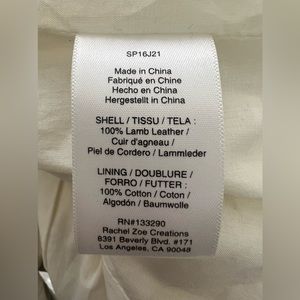 SP16J21
Made in China
Fabriqué en Chine
Hecho en China
Hergestellt in China
SHELL / TISSU / TELA :
100% Lamb Leather /
Cuir d'agneau /
Piel de Cordero / Lammleder
LINING / DOUBLURE /
FORRO / FUTTER :
100% Cotton / Coton /
Algodón / Baumwolle
RN#133290
Rachel Zoe Creations
8391 Beverly Blvd. #171
Los Angeles, CA 90048